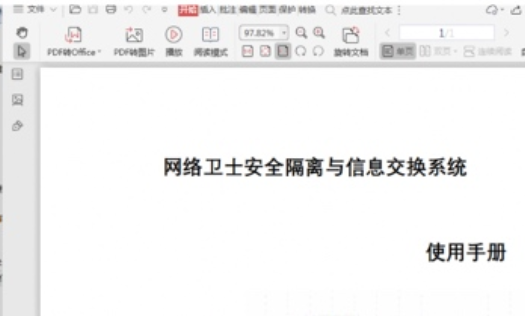 文件 开始 插入 批注 编辑 页面 保护 转换 点此查找文本
PDF转Office PDF转图片 播放 阅读模式 97.82% 旋转文档 1/1 单页 双页 连续阅读
网络卫士安全隔离与信息交换系统
使用手册